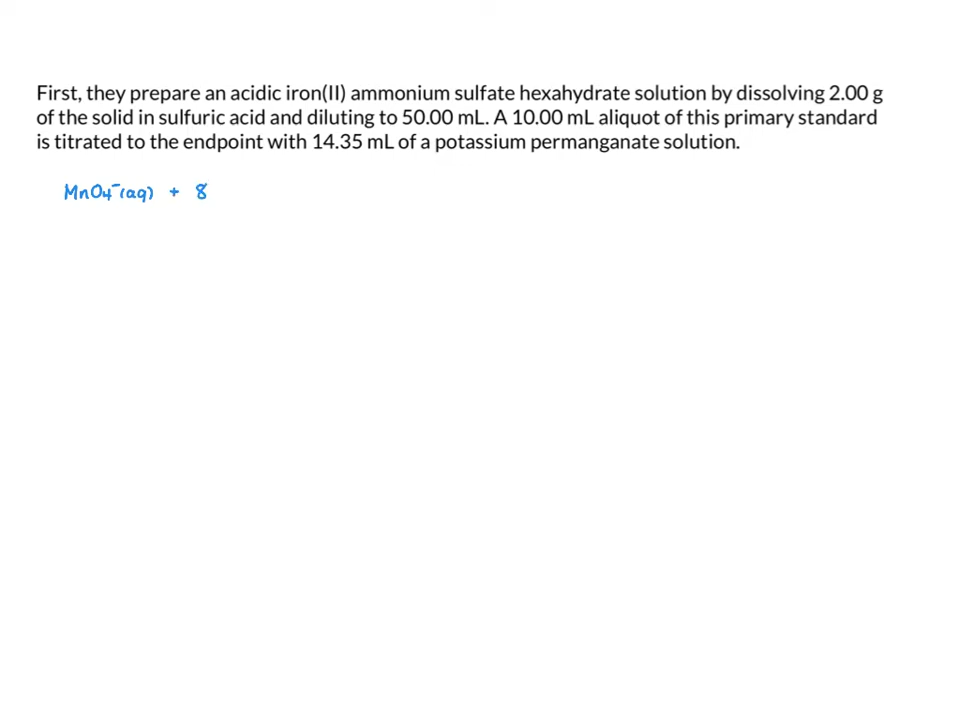 First, they prepare an acidic iron(II) ammonium sulfate hexahydrate solution by dissolving 2.00 g
of the solid in sulfuric acid and diluting to 50.00 mL. A 10.00 mL aliquot of this primary standard
is titrated to the endpoint with 14.35 mL of a potassium permanganate solution.
MnO₄⁻(aq) + 8